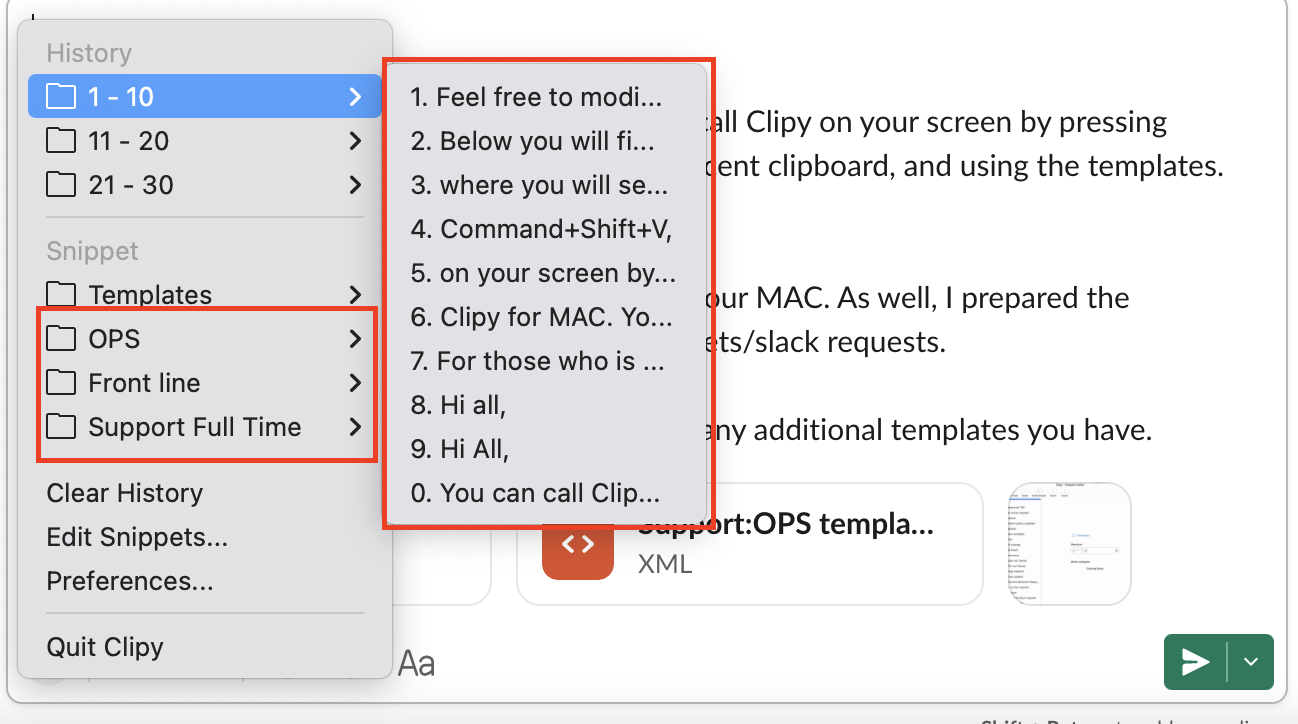 History
1 - 10
11 - 20
21 - 30
Snippet
Templates
OPS
Front line
Support Full Time
Clear History
Edit Snippets...
Preferences...
Quit Clipy
1. Feel free to modi...
2. Below you will fi...
3. where you will se...
4. Command+Shift+V,
5. on your screen by...
6. Clipy for MAC. Yo...
7. For those who is ...
8. Hi all,
9. Hi All,
0. You can call Clip...
all Clipy on your screen by pressing
clipboard, and using the templates.
our MAC. As well, I prepared the
ets/slack requests.
any additional templates you have.
Support:OPS templa...
XML
Aa